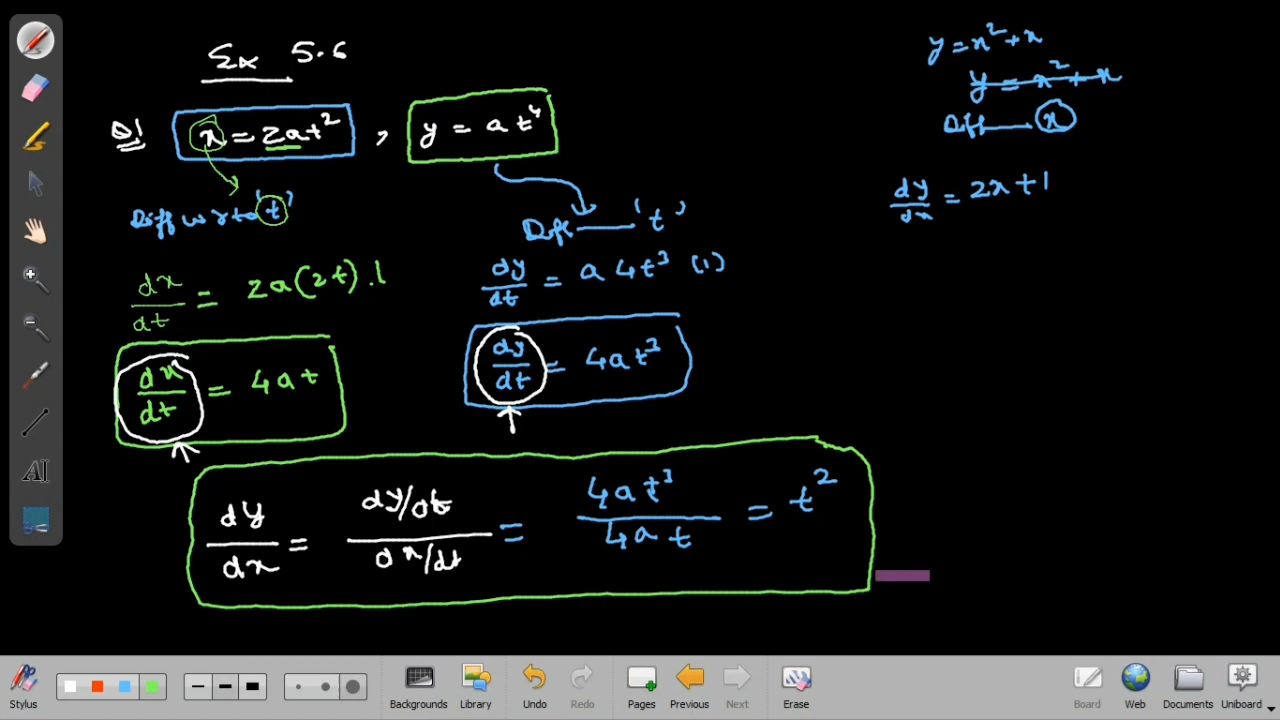 Ex 5.6
Q1 x = 2at² , y = at⁴
Diff w r to 't'
dx/dt = 2a(2t).1
dx/dt = 4at
Diff 't'
dy/dt = a 4t³ (1)
dy/dt = 4at³
dy/dx = (dy/dt)/(dx/dt) = 4at³/4at = t²
y = x² + x
y = x² + x
Diff x
dy/dx = 2x + 1
AI
Stylus
Backgrounds
Library
Undo
Redo
Pages
Previous
Next
Erase
Board
Web
Documents
Uniboard